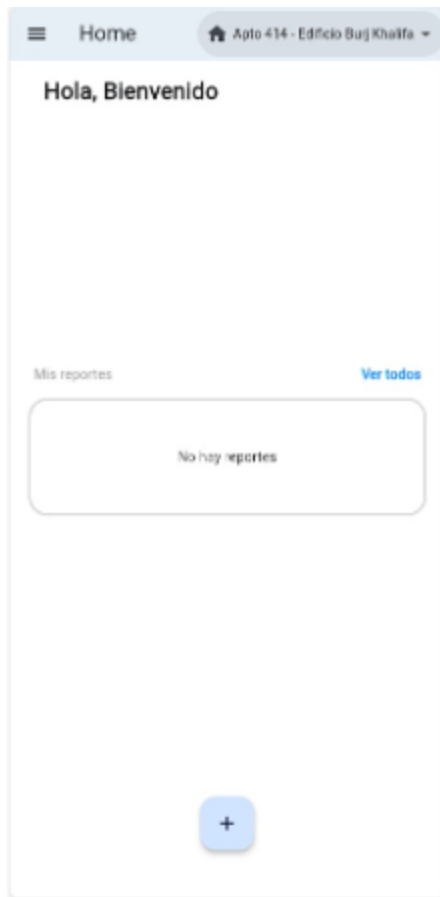 Home
Apto 414 - Edificio Burj Khalifa
Hola, Bienvenido
Mis reportes
Ver todos
No hay reportes
+